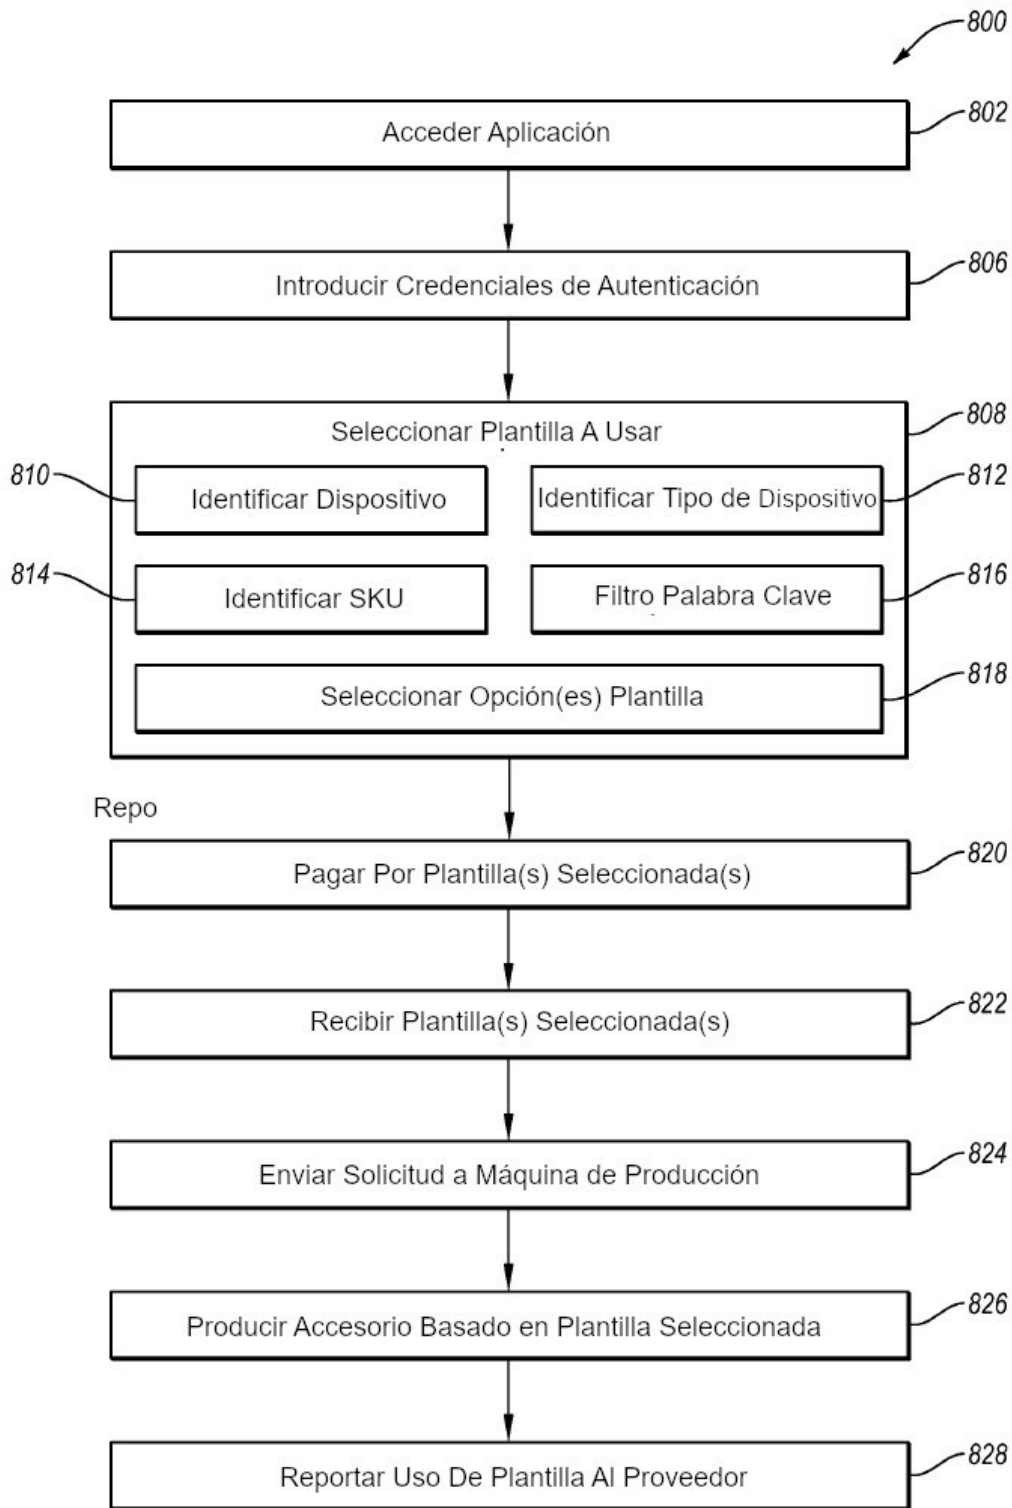 800
Acceder Aplicación
802
Introducir Credenciales de Autenticación
806
Seleccionar Plantilla A Usar
808
810
Identificar Dispositivo
Identificar Tipo de Dispositivo
812
814
Identificar SKU
Filtro Palabra Clave
816
Seleccionar Opción(es) Plantilla
818
Repo
Pagar Por Plantilla(s) Seleccionada(s)
820
Recibir Plantilla(s) Seleccionada(s)
822
Enviar Solicitud a Máquina de Producción
824
Producir Accesorio Basado en Plantilla Seleccionada
826
Reportar Uso De Plantilla Al Proveedor
828